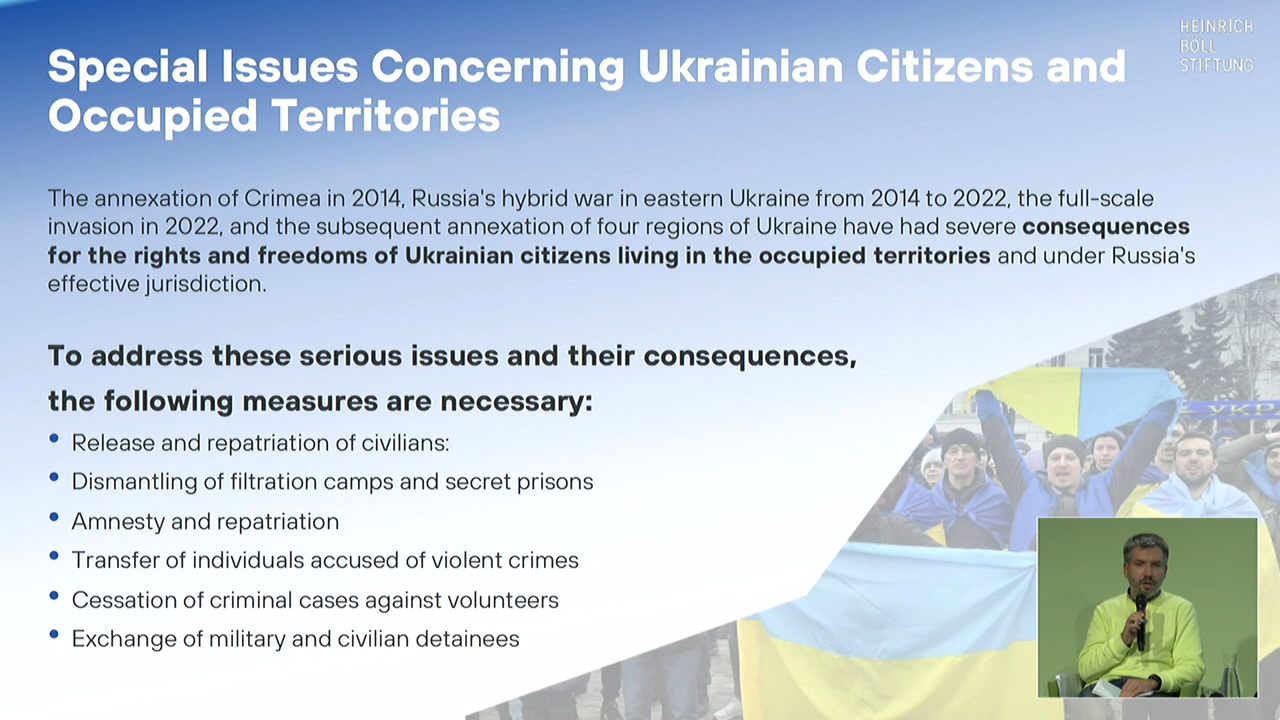 HEINRICH
BÖLL
STIFTUNG
Special Issues Concerning Ukrainian Citizens and
Occupied Territories
The annexation of Crimea in 2014, Russia's hybrid war in eastern Ukraine from 2014 to 2022, the full-scale
invasion in 2022, and the subsequent annexation of four regions of Ukraine have had severe consequences
for the rights and freedoms of Ukrainian citizens living in the occupied territories and under Russia's
effective jurisdiction.
To address these serious issues and their consequences,
the following measures are necessary:
• Release and repatriation of civilians:
• Dismantling of filtration camps and secret prisons
• Amnesty and repatriation
• Transfer of individuals accused of violent crimes
• Cessation of criminal cases against volunteers
• Exchange of military and civilian detainees
УКР